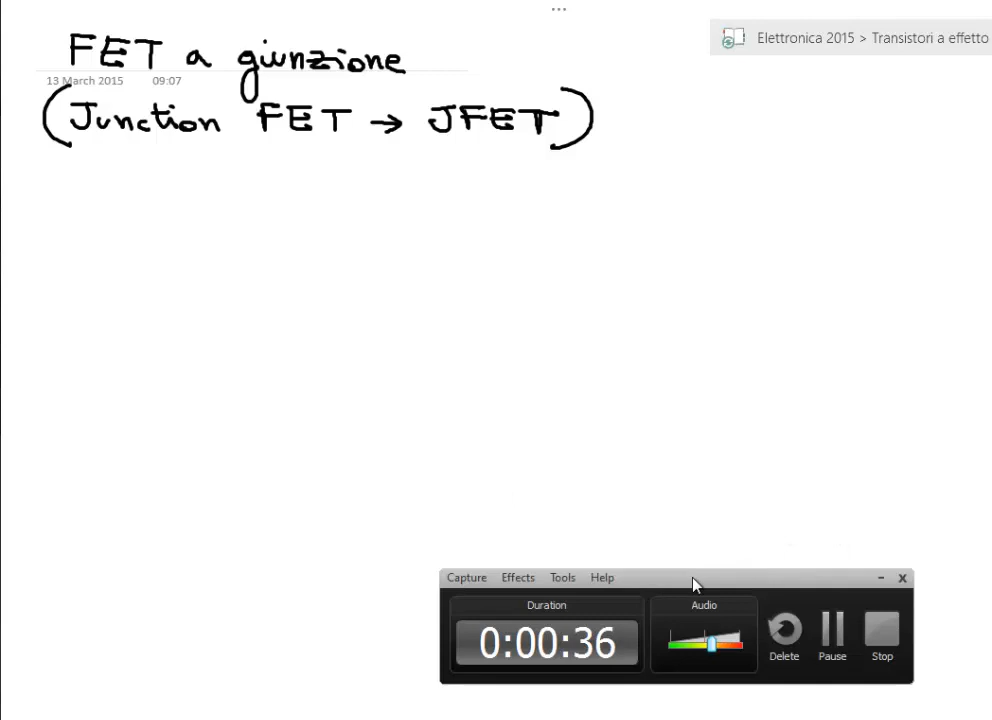 ...
Elettronica 2015 > Transistori a effetto
FET a giunzione
13 March 2015 09:07
(Junction FET → JFET)
Capture Effects Tools Help
Duration
0:00:36
Audio
Delete Pause Stop